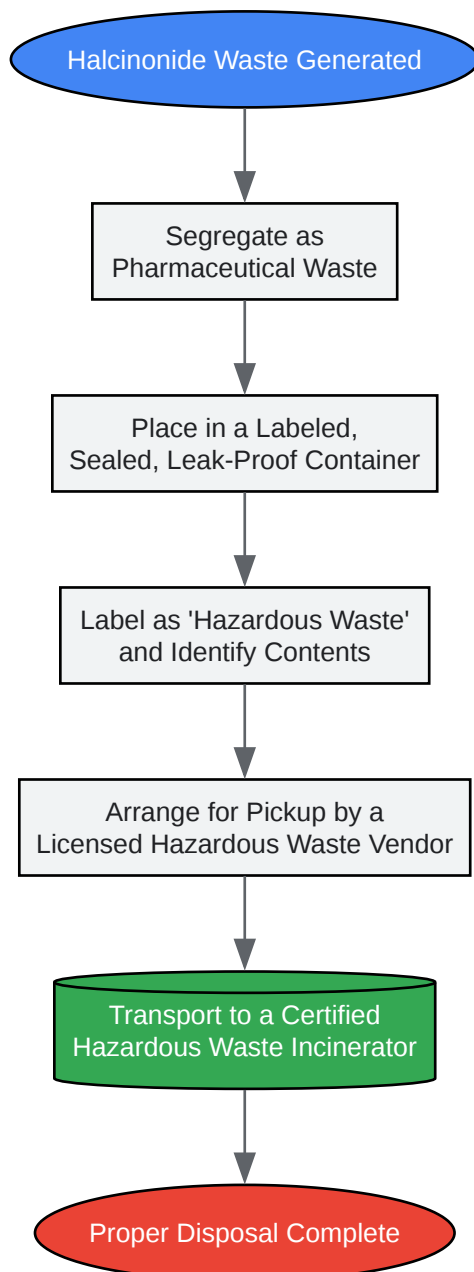 Halcinonide Waste Generated
Segregate as
Pharmaceutical Waste
Place in a Labeled,
Sealed, Leak-Proof Container
Label as 'Hazardous Waste'
and Identify Contents
Arrange for Pickup by a
Licensed Hazardous Waste Vendor
Transport to a Certified
Hazardous Waste Incinerator
Proper Disposal Complete